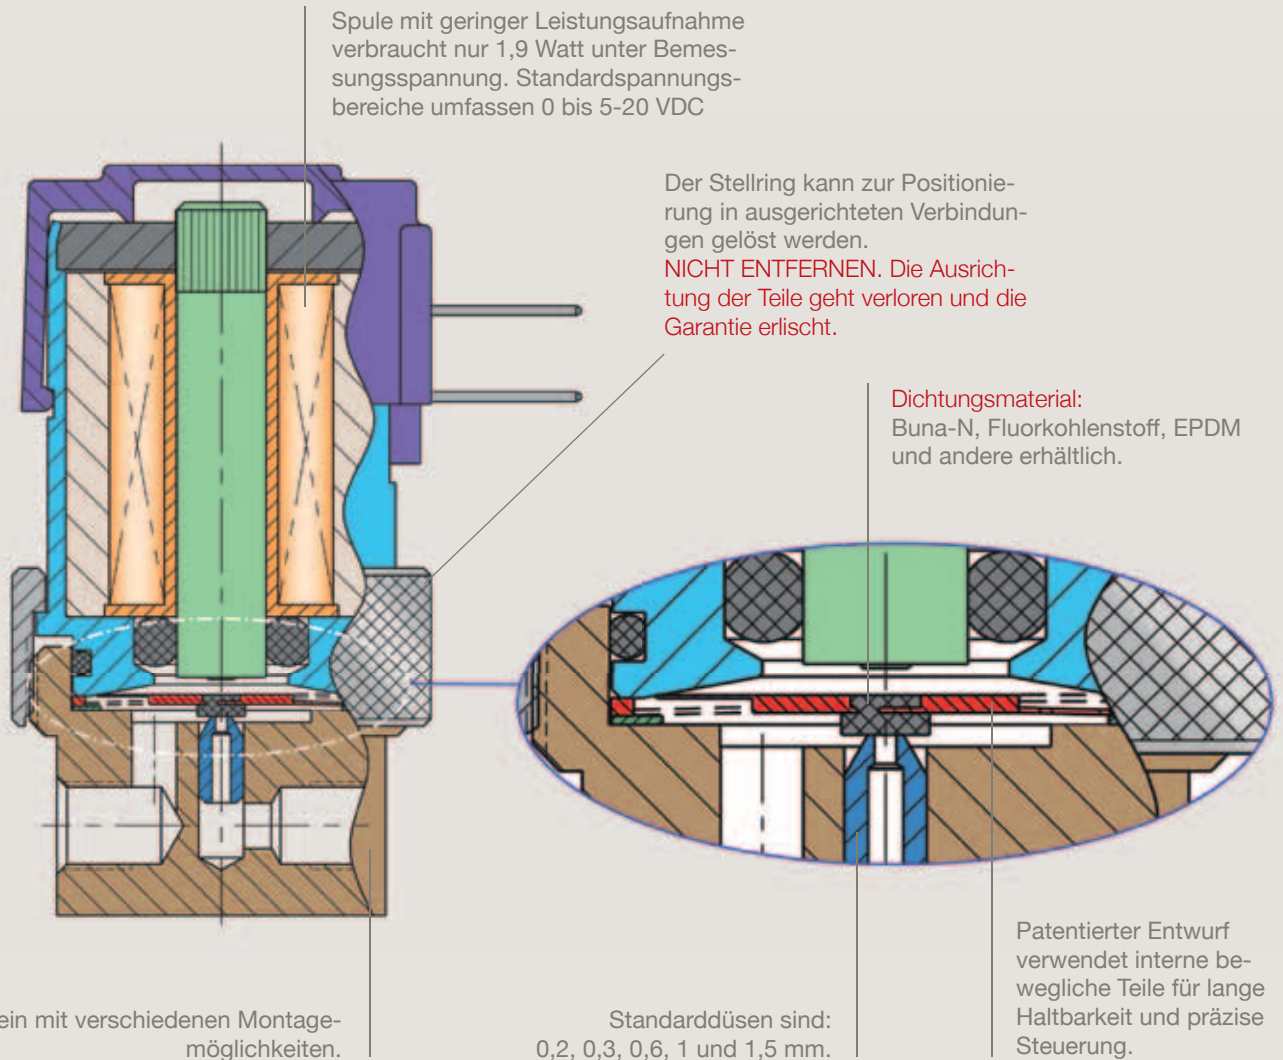 Spule mit geringer Leistungsaufnahme
verbraucht nur 1,9 Watt unter Bemes-
sungsspannung. Standardspannungs-
bereiche umfassen 0 bis 5-20 VDC
Der Stellring kann zur Positionie-
rung in ausgerichteten Verbindun-
gen gelöst werden.
NICHT ENTFERNEN. Die Ausrich-
tung der Teile geht verloren und die
Garantie erlischt.
Dichtungsmaterial:
Buna-N, Fluorkohlenstoff, EPDM
und andere erhältlich.
Patentierter Entwurf
verwendet interne be-
wegliche Teile für lange
Haltbarkeit und präzise
Steuerung.
Standarddüsen sind:
0,2, 0,3, 0,6, 1 und 1,5 mm.
mit verschiedenen Montage-
möglichkeiten.